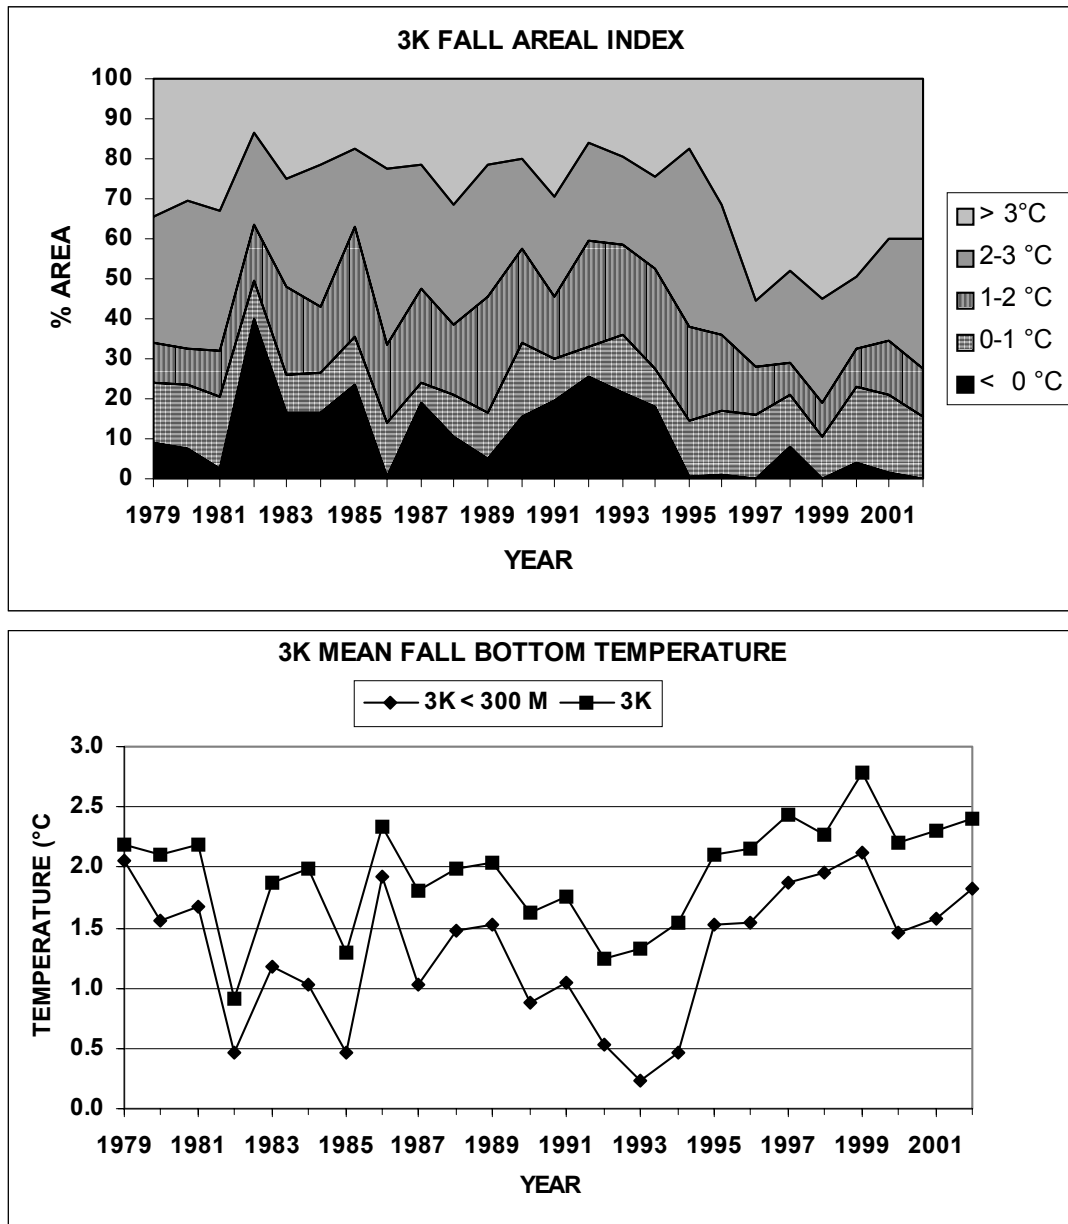 3K FALL AREAL INDEX
100
90
80
70
60
50
40
30
20
10
0
% AREA
1979 1981 1983 1985 1987 1989 1991 1993 1995 1997 1999 2001
YEAR
> 3°C
2-3 °C
1-2 °C
0-1 °C
< 0 °C
3K MEAN FALL BOTTOM TEMPERATURE
3K < 300 M 3K
3.0
2.5
2.0
1.5
1.0
0.5
0.0
TEMPERATURE (°C
1979 1981 1983 1985 1987 1989 1991 1993 1995 1997 1999 2001
YEAR